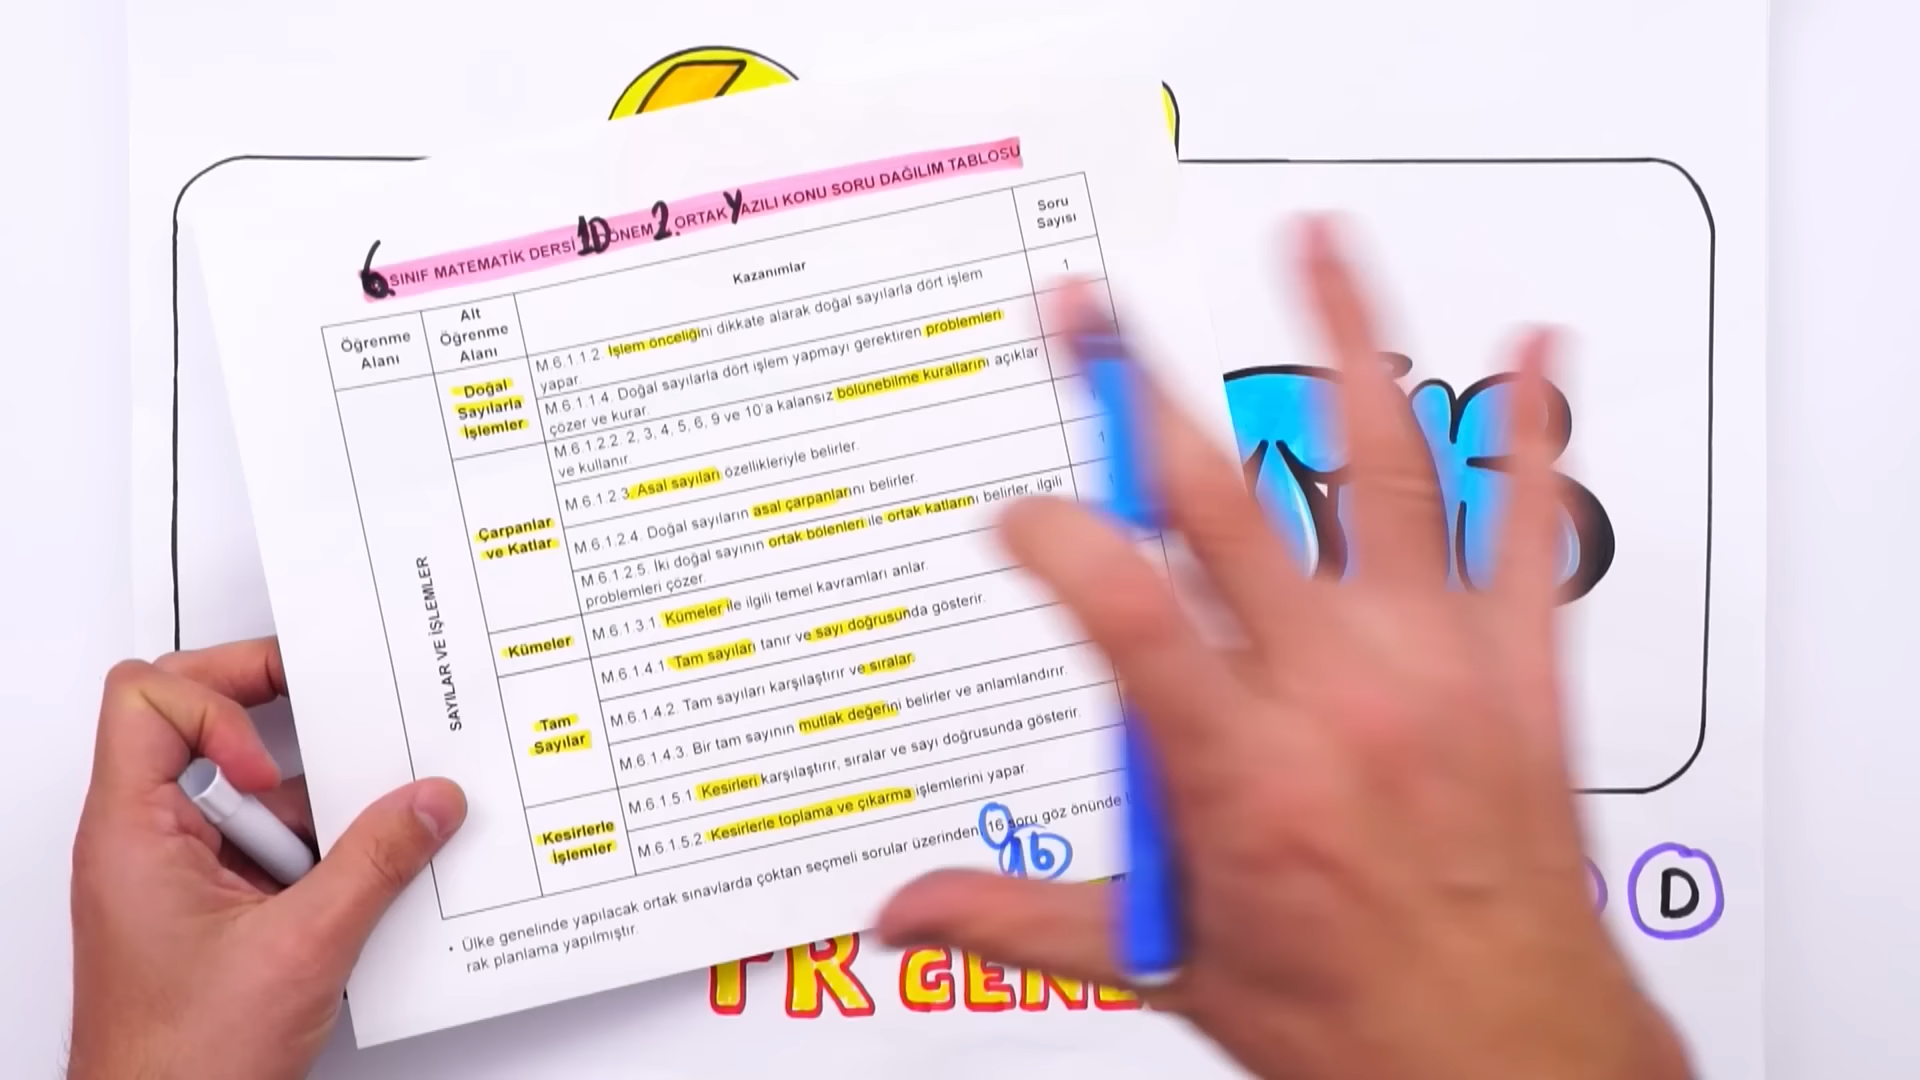 6. SINIF MATEMATİK DERSİ 1. DÖNEM 2. ORTAK YAZILI KONU SORU DAĞILIM TABLOSU
Öğrenme
Alanı
Alt
Öğrenme
Alanı
Kazanımlar
Soru
Sayısı
SAYILAR VE İŞLEMLER
Doğal
Sayılarla
İşlemler
M.6.1.1.2. İşlem önceliğini dikkate alarak doğal sayılarla dört işlem
yapar.
1
M.6.1.1.4. Doğal sayılarla dört işlem yapmayı gerektiren problemleri
çözer ve kurar.
Çarpanlar
ve Katlar
M.6.1.2.2. 2, 3, 4, 5, 6, 9 ve 10'a kalansız bölünebilme kurallarını açıklar
ve kullanır.
M.6.1.2.3. Asal sayıları özellikleriyle belirler.
1
M.6.1.2.4. Doğal sayıların asal çarpanlarını belirler.
1
M.6.1.2.5. İki doğal sayının ortak bölenleri ile ortak katlarını belirler, ilgili
problemleri çözer.
1
Kümeler
M.6.1.3.1. Kümeler ile ilgili temel kavramları anlar.
Tam
Sayılar
M.6.1.4.1. Tam sayıları tanır ve sayı doğrusunda gösterir.
M.6.1.4.2. Tam sayıları karşılaştırır ve sıralar.
M.6.1.4.3. Bir tam sayının mutlak değerini belirler ve anlamlandırır.
Kesirlerle
İşlemler
M.6.1.5.1. Kesirleri karşılaştırır, sıralar ve sayı doğrusunda gösterir.
M.6.1.5.2. Kesirlerle toplama ve çıkarma işlemlerini yapar.
• Ülke genelinde yapılacak ortak sınavlarda çoktan seçmeli sorular üzerinden, 16 soru göz önünde
rak planlama yapılmıştır.
16
D